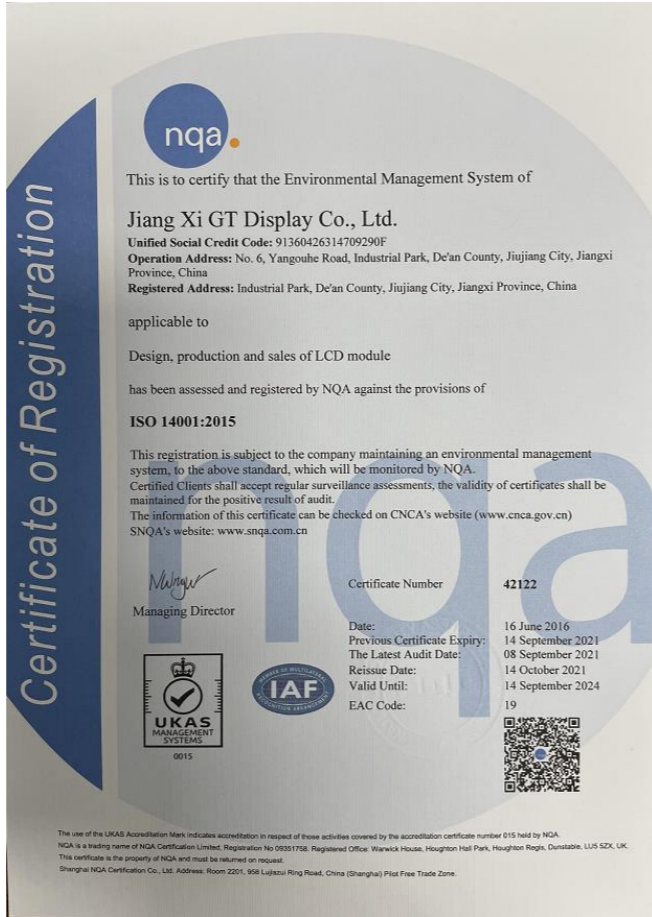 Certificate of Registration
nqa.
This is to certify that the Environmental Management System of
Jiang Xi GT Display Co., Ltd.
Unified Social Credit Code: 91360426314709290F
Operation Address: No. 6, Yangouhe Road, Industrial Park, De'an County, Jiujiang City, Jiangxi
Province, China
Registered Address: Industrial Park, De'an County, Jiujiang City, Jiangxi Province, China
applicable to
Design, production and sales of LCD module
has been assessed and registered by NQA against the provisions of
ISO 14001:2015
This registration is subject to the company maintaining an environmental management
system, to the above standard, which will be monitored by NQA.
Certified Clients shall accept regular surveillance assessments, the validity of certificates shall be
maintained for the positive result of audit.
The information of this certificate can be checked on CNCA's website (www.cnca.gov.cn)
SNQA's website: www.snqa.com.cn
nqa
Managing Director
Certificate Number 42122
Date: 16 June 2016
Previous Certificate Expiry: 14 September 2021
The Latest Audit Date: 08 September 2021
Reissue Date: 14 October 2021
Valid Until: 14 September 2024
EAC Code: 19
UKAS
MANAGEMENT
SYSTEMS
0015
MEMBER OF MULTILATERAL
IAF
RECOGNITION ARRANGEMENT
The use of the UKAS Accreditation Mark indicates accreditation in respect of those activities covered by the accreditation certificate number 015 held by NQA.
NQA is a trading name of NQA Certification Limited, Registration No 09351758. Registered Office: Warwick House, Houghton Hall Park, Houghton Regis, Dunstable, LU5 5ZX, UK.
This certificate is the property of NQA and must be returned on request.
Shanghai NQA Certification Co., Ltd. Address: Room 2201, 958 Lujiazui Ring Road, China (Shanghai) Pilot Free Trade Zone.